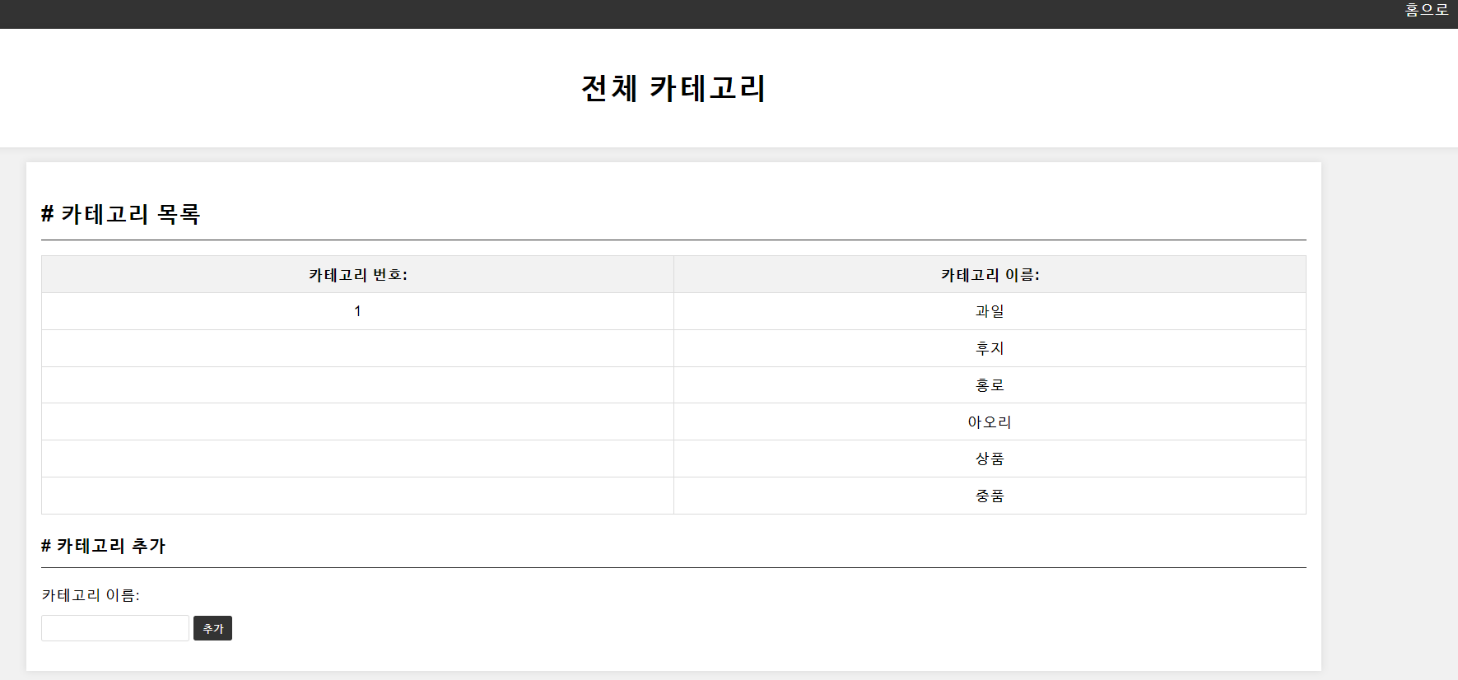 홈으로
전체 카테고리
# 카테고리 목록
카테고리 번호: 카테고리 이름:
1 과일
후지
홍로
아오리
상품
중품
# 카테고리 추가
카테고리 이름:
추가